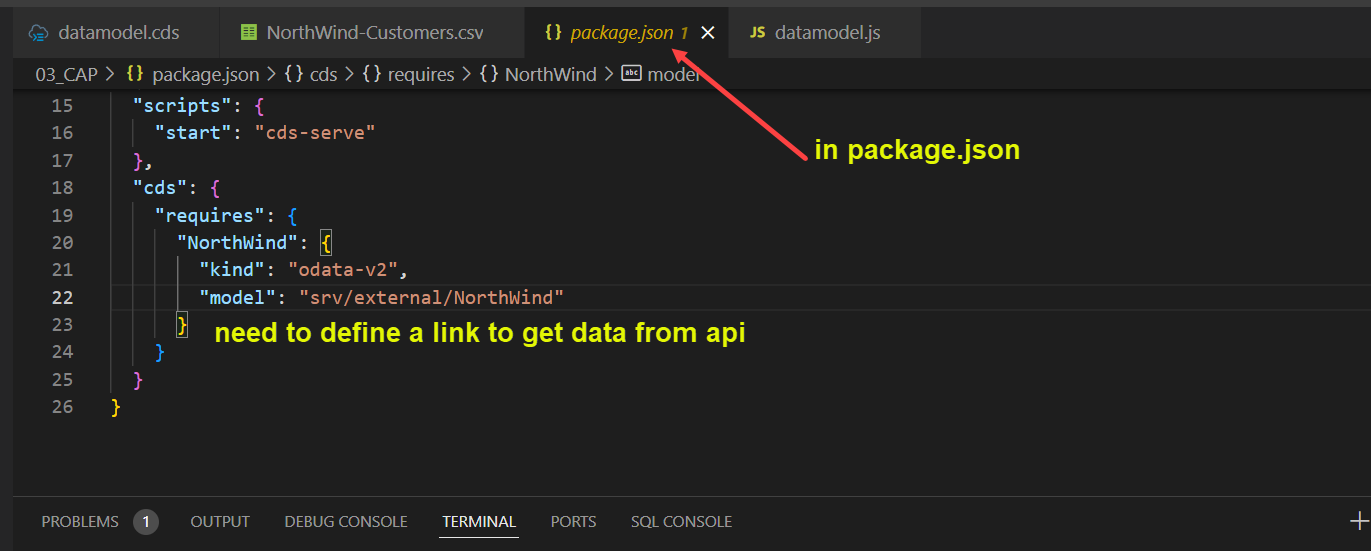 datamodel.cds NorthWind-Customers.csv {} package.json 1 JS datamodel.js
03_CAP > {} package.json > {} cds > {} requires > {} NorthWind > abc model
15 "scripts": {
16 "start": "cds-serve"
in package.json
17 },
18 "cds": {
19 "requires": {
20 "NorthWind": {
21 "kind": "odata-v2",
22 "model": "srv/external/NorthWind"
23 }
need to define a link to get data from api
24 }
25 }
26 }
PROBLEMS 1 OUTPUT DEBUG CONSOLE TERMINAL PORTS SQL CONSOLE